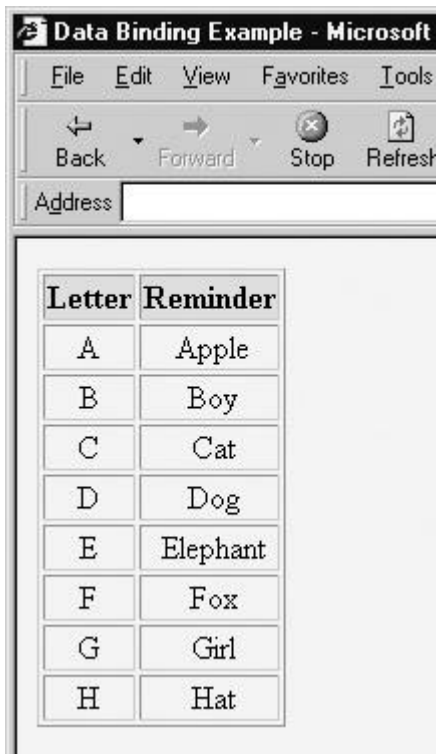 Data Binding Example - Microsoft
File Edit View Favorites Tools
Back Forward Stop Refresh
Address
Letter Reminder
A Apple
B Boy
C Cat
D Dog
E Elephant
F Fox
G Girl
H Hat